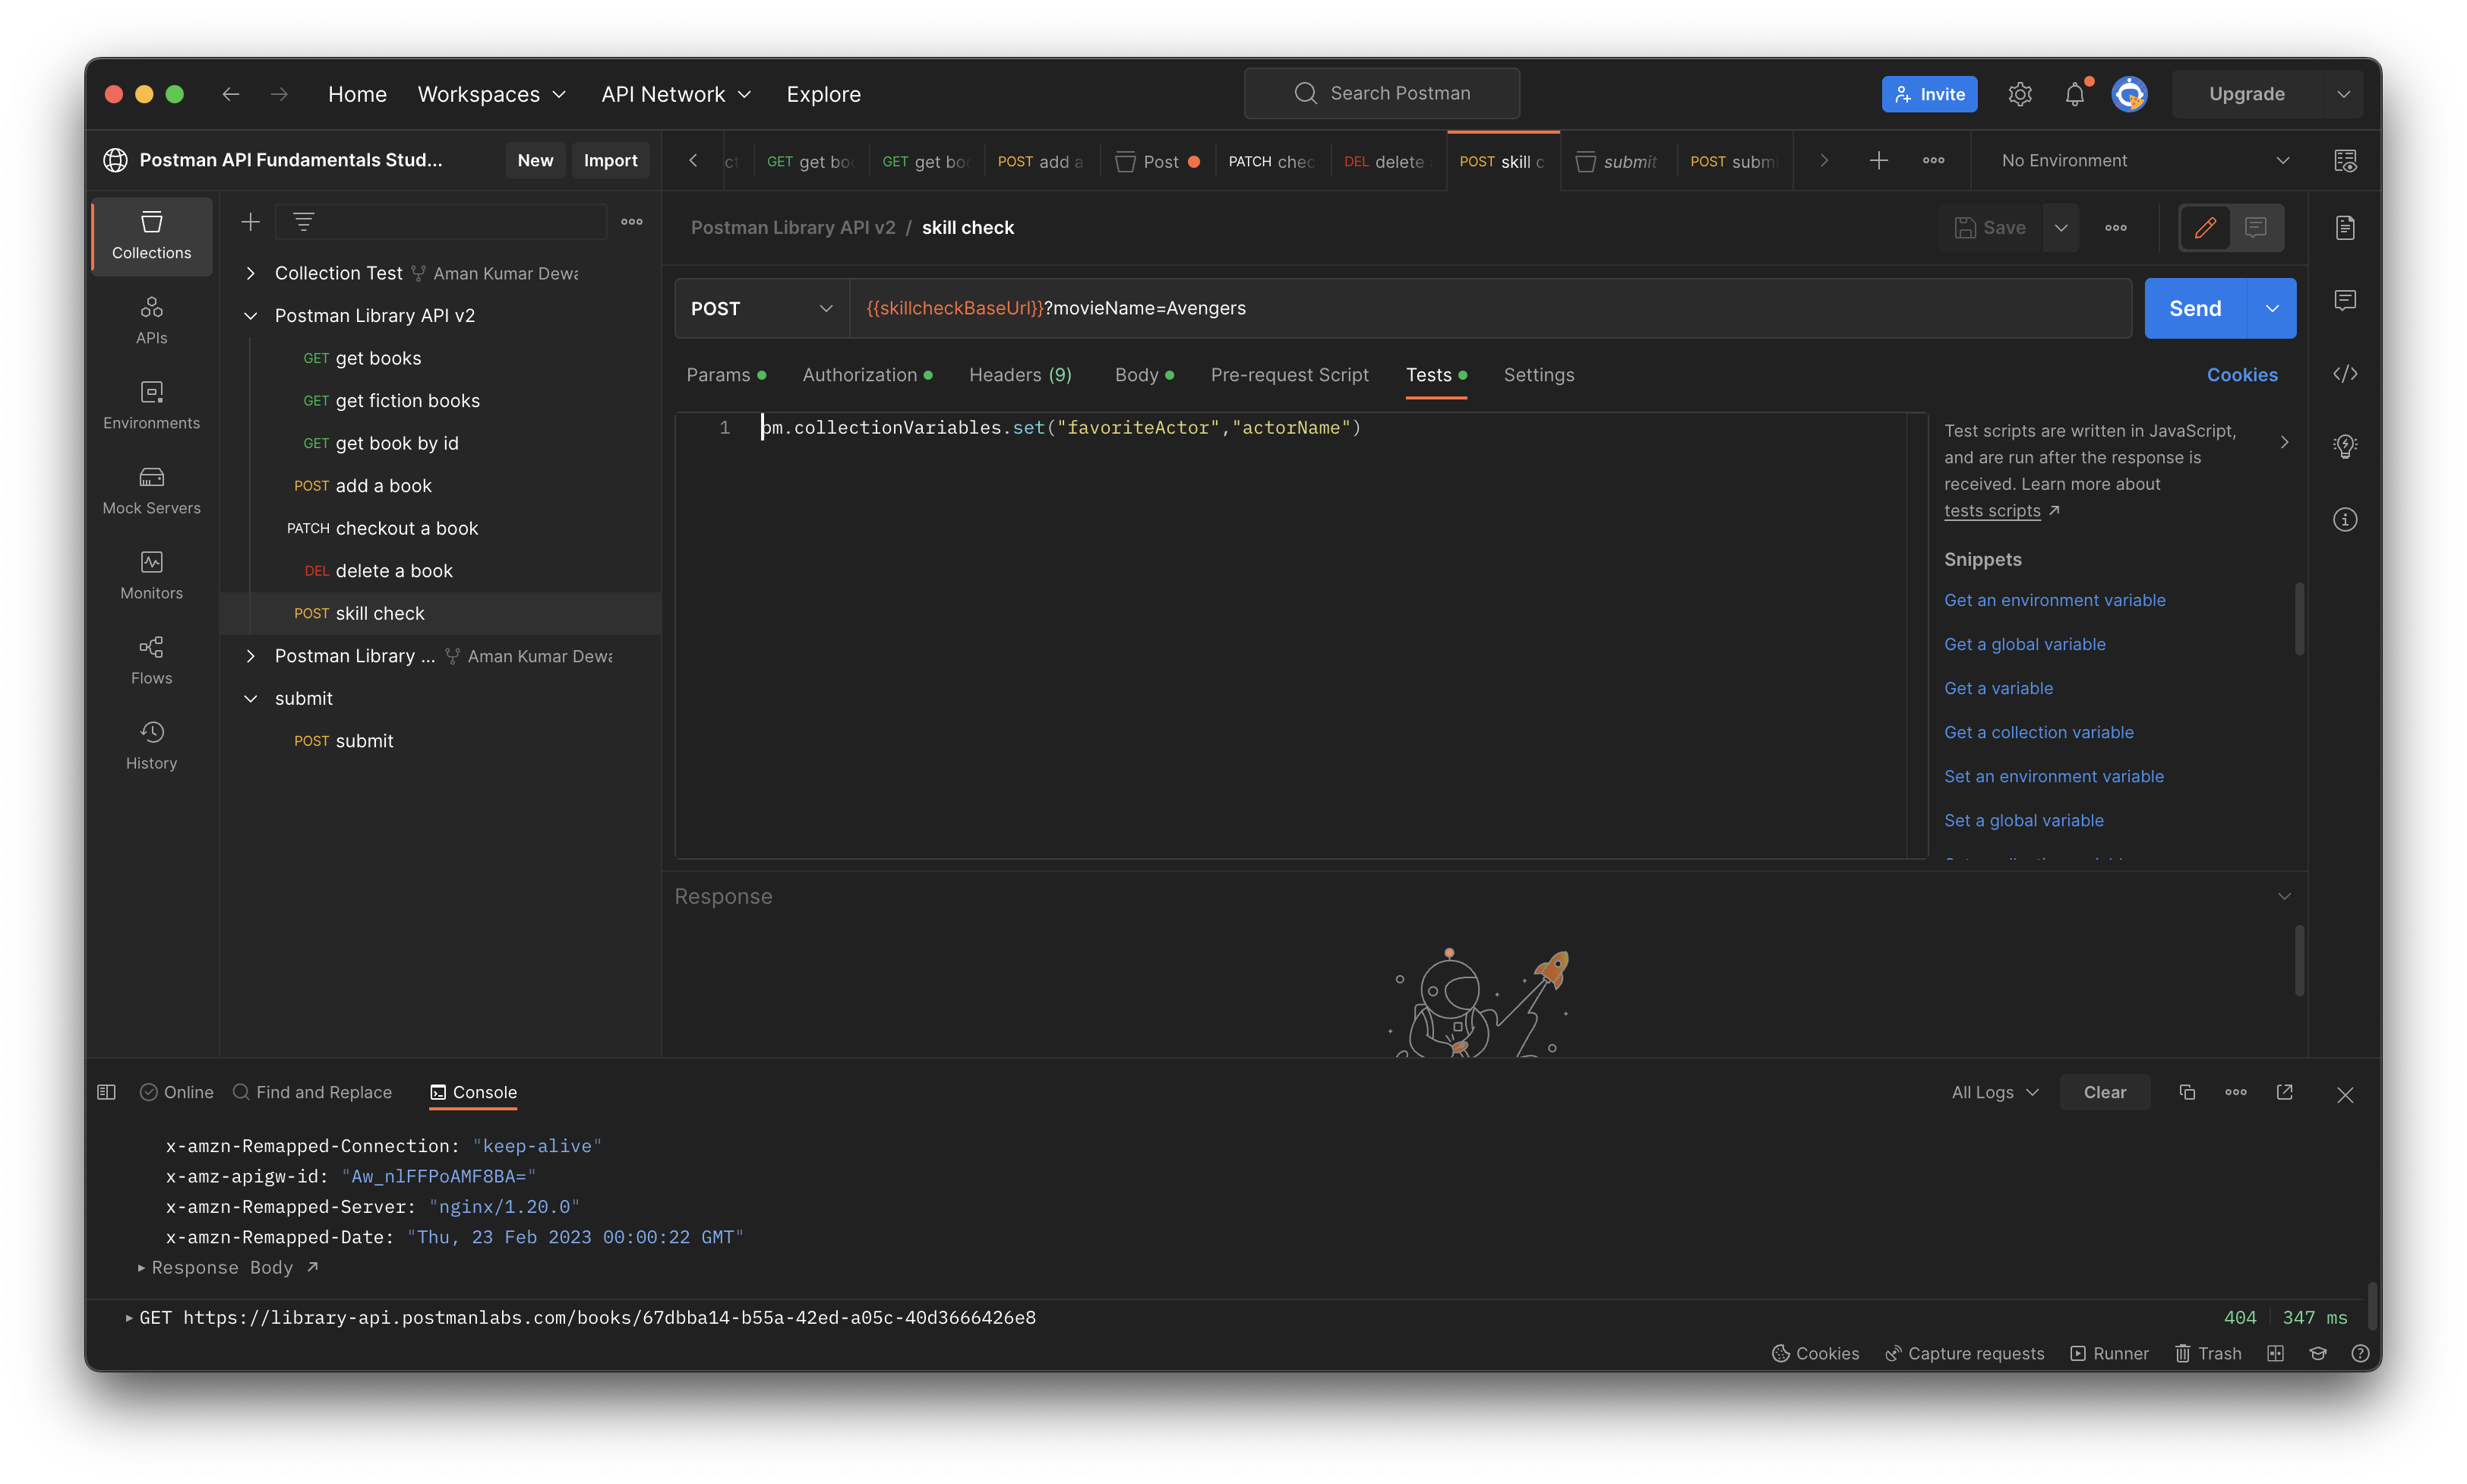 Home Workspaces API Network Explore Search Postman Invite Upgrade
Postman API Fundamentals Stud... New Import
GET get boo GET get boo POST add a Post PATCH chec DEL delete POST skill c submit POST subm No Environment
Collections
APIs
Environments
Mock Servers
Monitors
Flows
History
Collection Test Aman Kumar Dewa
Postman Library API v2
GET get books
GET get fiction books
GET get book by id
POST add a book
PATCH checkout a book
DEL delete a book
POST skill check
Postman Library ... Aman Kumar Dewa
submit
POST submit
Postman Library API v2 / skill check Save
POST {{skillcheckBaseUrl}}?movieName=Avengers Send
Params Authorization Headers (9) Body Pre-request Script Tests Settings Cookies
1 pm.collectionVariables.set("favoriteActor","actorName")
Test scripts are written in JavaScript,
and are run after the response is
received. Learn more about
tests scripts
Snippets
Get an environment variable
Get a global variable
Get a variable
Get a collection variable
Set an environment variable
Set a global variable
Response
Online Find and Replace Console All Logs Clear
x-amzn-Remapped-Connection: "keep-alive"
x-amz-apigw-id: "Aw_nlFFPoAMF8BA="
x-amzn-Remapped-Server: "nginx/1.20.0"
x-amzn-Remapped-Date: "Thu, 23 Feb 2023 00:00:22 GMT"
Response Body
GET https://library-api.postmanlabs.com/books/67dbba14-b55a-42ed-a05c-40d3666426e8 404 347 ms
Cookies Capture requests Runner Trash